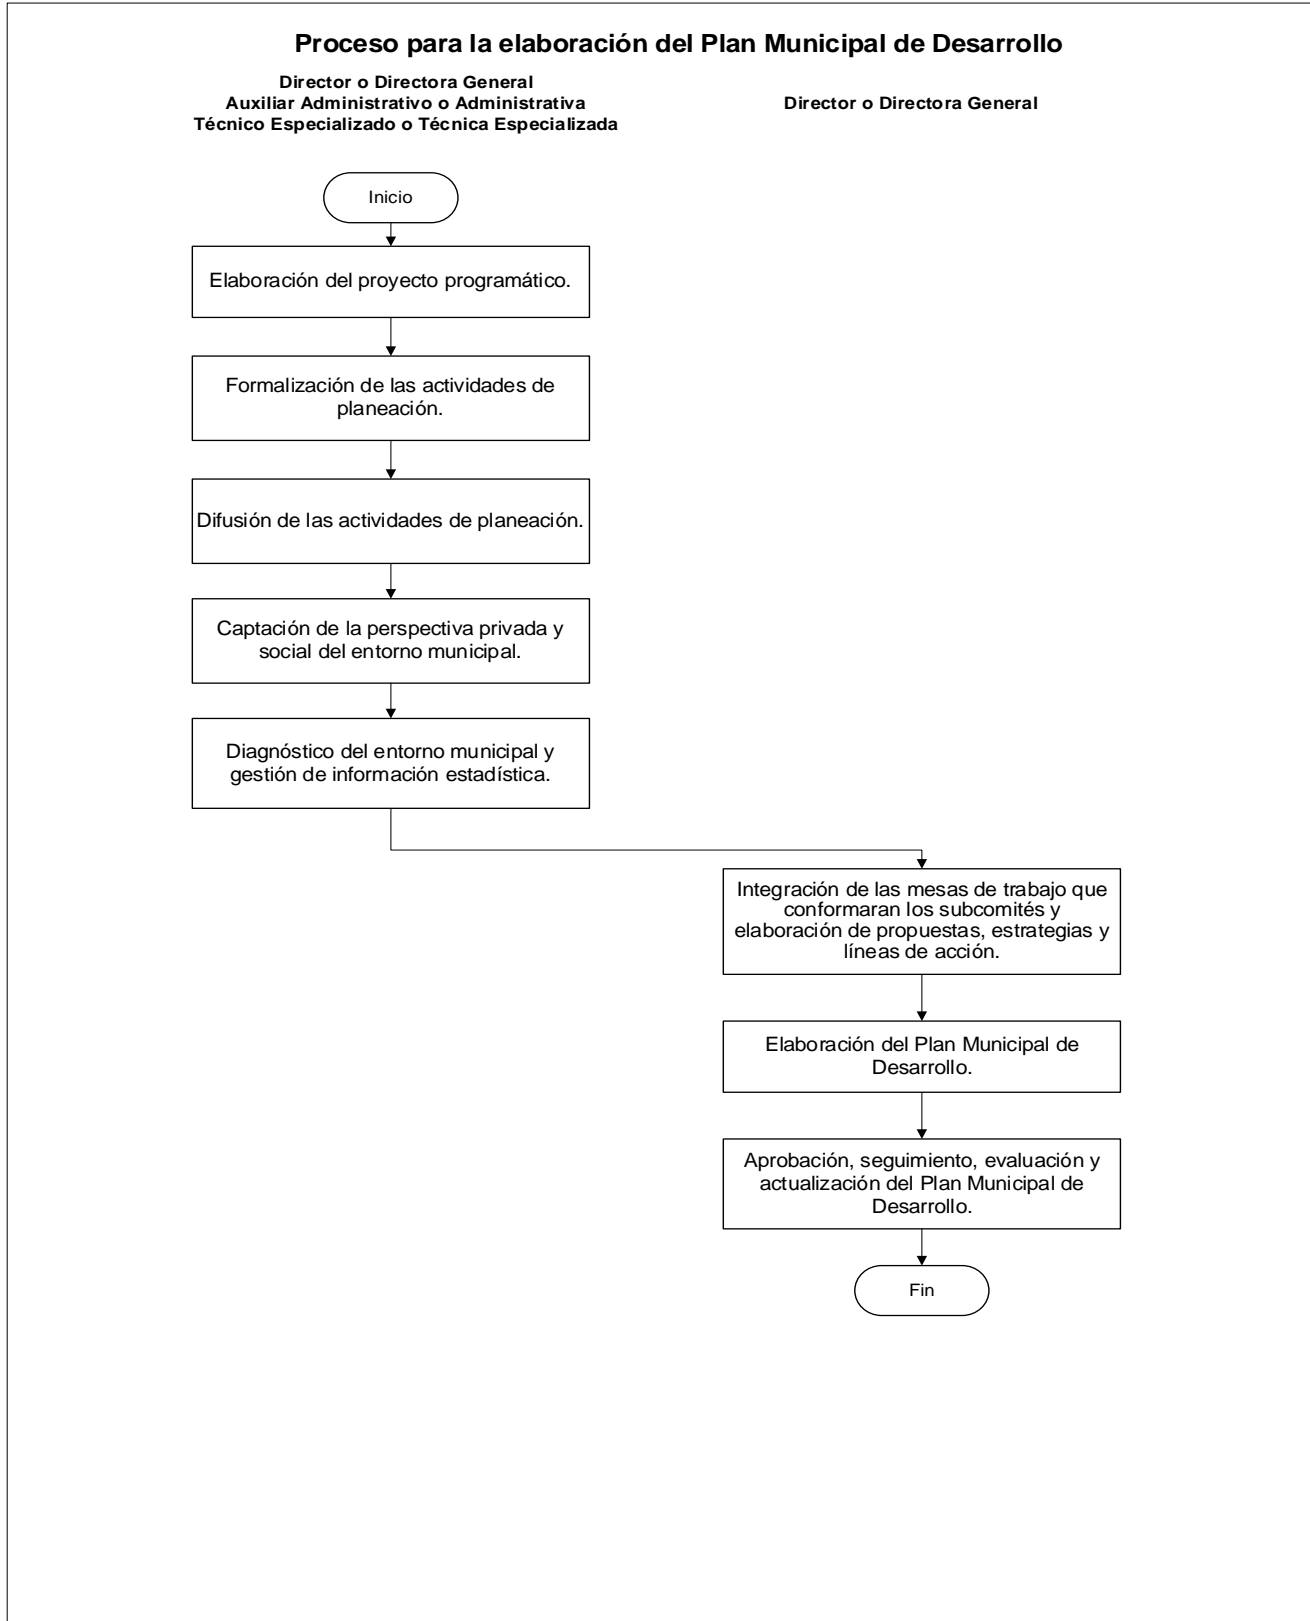 Proceso para la elaboración del Plan Municipal de Desarrollo
Director o Directora General
Auxiliar Administrativo o Administrativa
Técnico Especializado o Técnica Especializada
Director o Directora General
Inicio
Elaboración del proyecto programático.
Formalización de las actividades de
planeación.
Difusión de las actividades de planeación.
Captación de la perspectiva privada y
social del entorno municipal.
Diagnóstico del entorno municipal y
gestión de información estadística.
Integración de las mesas de trabajo que
conformaran los subcomités y
elaboración de propuestas, estrategias y
líneas de acción.
Elaboración del Plan Municipal de
Desarrollo.
Aprobación, seguimiento, evaluación y
actualización del Plan Municipal de
Desarrollo.
Fin